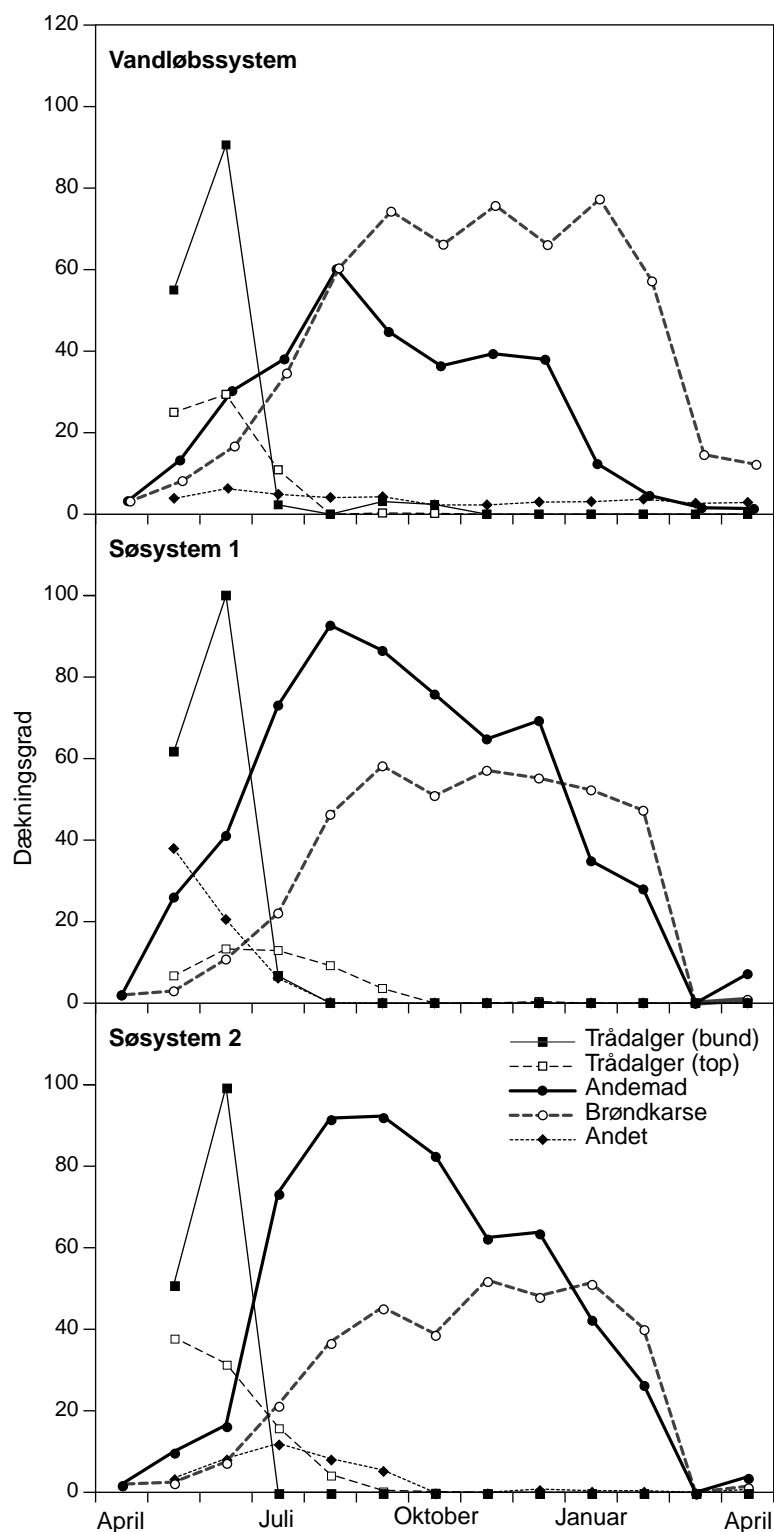 120
Vandløbssystem
100
80
60
40
20
0
Søsystem 1
100
80
60
40
20
0
Dækningsgrad
Søsystem 2
Trådalger (bund)
Trådalger (top)
Andemad
Brøndkarse
Andet
100
80
60
40
20
0
April Juli Oktober Januar April